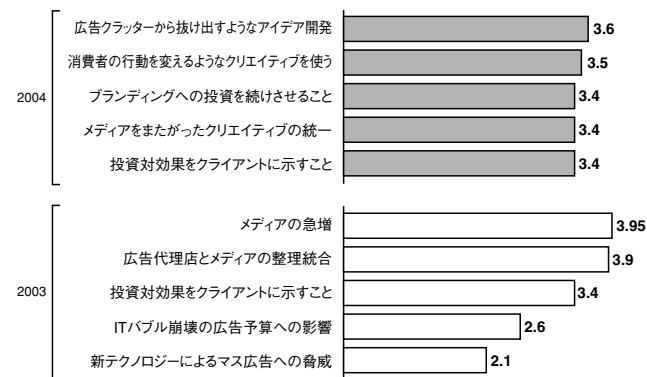 広告クラッターから抜け出すようなアイデア開発 3.6
消費者の行動を変えるようなクリエイティブを使う 3.5
2004 ブランディングへの投資を続けさせること 3.4
メディアをまたがったクリエイティブの統一 3.4
投資対効果をクライアントに示すこと 3.4
メディアの急増 3.95
広告代理店とメディアの整理統合 3.9
2003 投資対効果をクライアントに示すこと 3.4
ITバブル崩壊の広告予算への影響 2.6
新テクノロジーによるマス広告への脅威 2.1